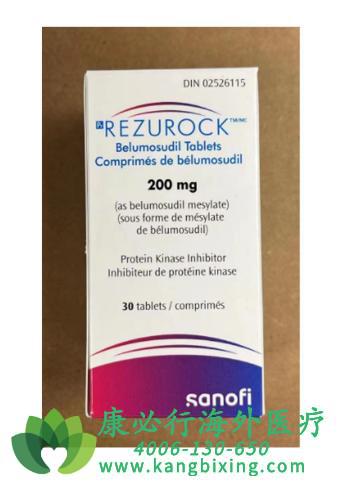 DIN 02526115
REZUROCK TM/MC
Belumosudil Tablets
Comprimés de bélumosudil
200 mg
(as belumosudil mesylate)
(sous forme de mésylate
de bélumosudil)
Protein Kinase Inhibitor
Inhibiteur de protéine kinase
30 tablets / comprimés
sanofi
康必行海外医疗
4006-130-650
www.kangbixing.com